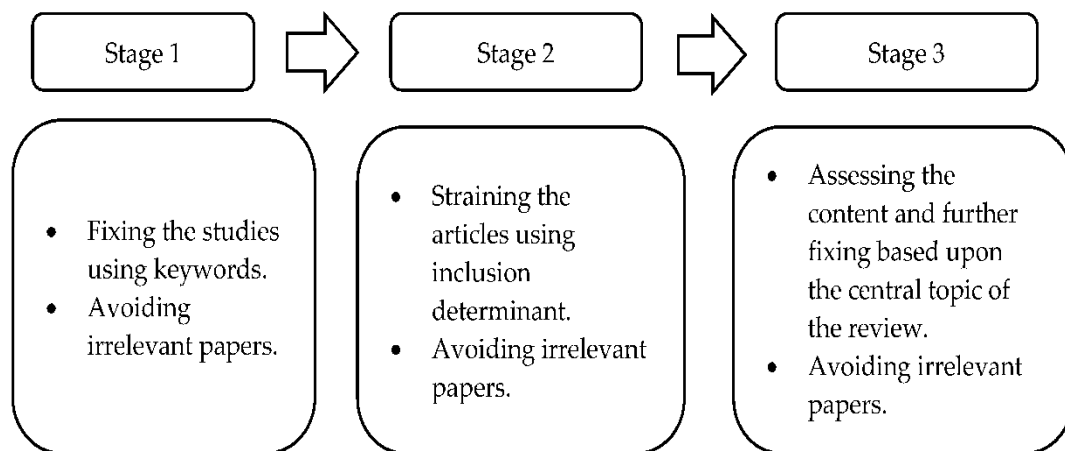 Stage 1
Stage 2
Stage 3
• Fixing the studies
using keywords.
• Avoiding
irrelevant papers.
• Straining the
articles using
inclusion
determinant.
• Avoiding irrelevant
papers.
• Assessing the
content and further
fixing based upon
the central topic of
the review.
• Avoiding irrelevant
papers.